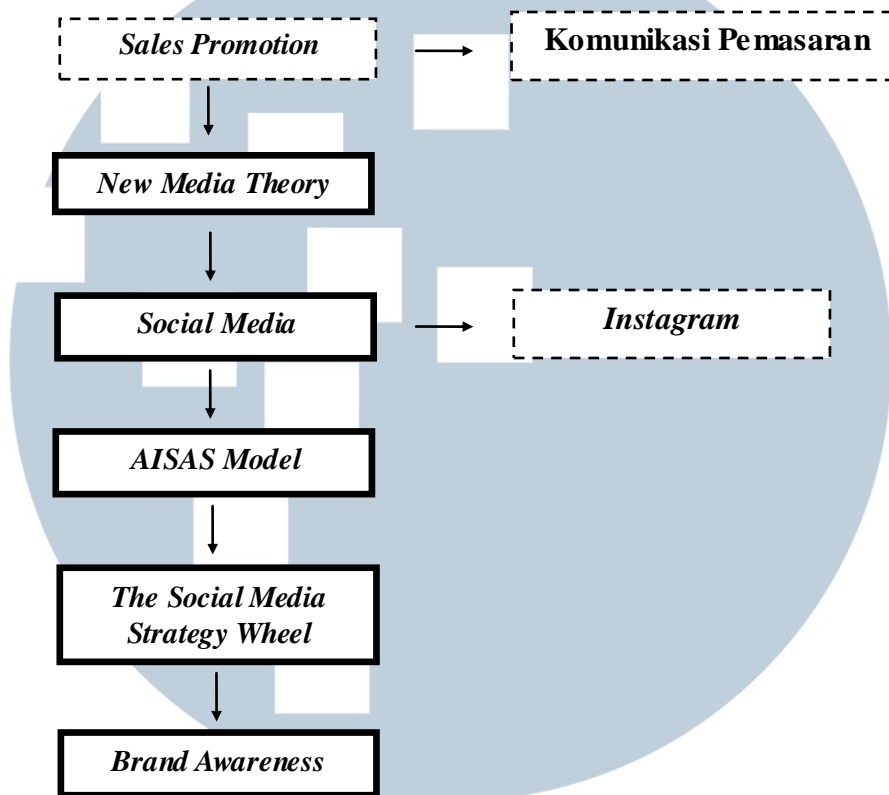 Sales Promotion
Komunikasi Pemasaran
New Media Theory
Social Media
Instagram
AISAS Model
The Social Media
Strategy Wheel
Brand Awareness